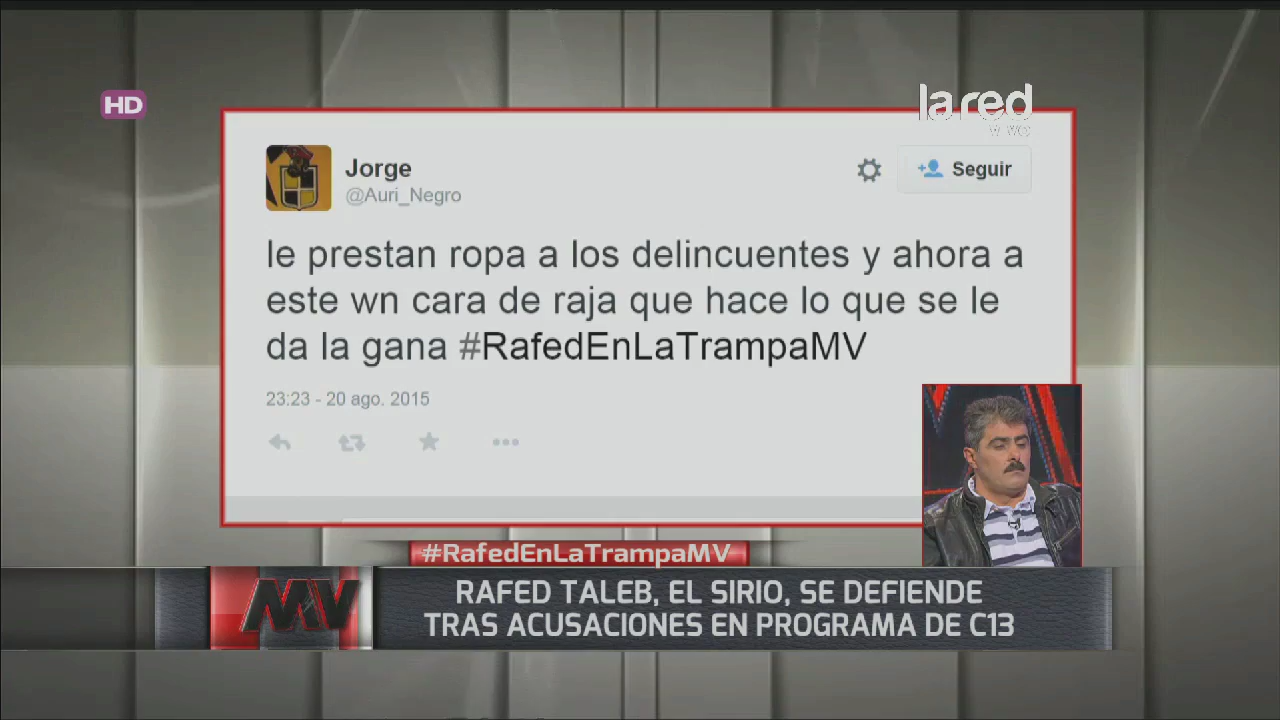 HD
la red
VIVO
Jorge
@Auri_Negro
Seguir
le prestan ropa a los delincuentes y ahora a
este wn cara de raja que hace lo que se le
da la gana #RafedEnLaTrampaMV
23:23 - 20 ago. 2015
#RafedEnLaTrampaMV
MV
RAFED TALEB, EL SIRIO, SE DEFIENDE
TRAS ACUSACIONES EN PROGRAMA DE C13